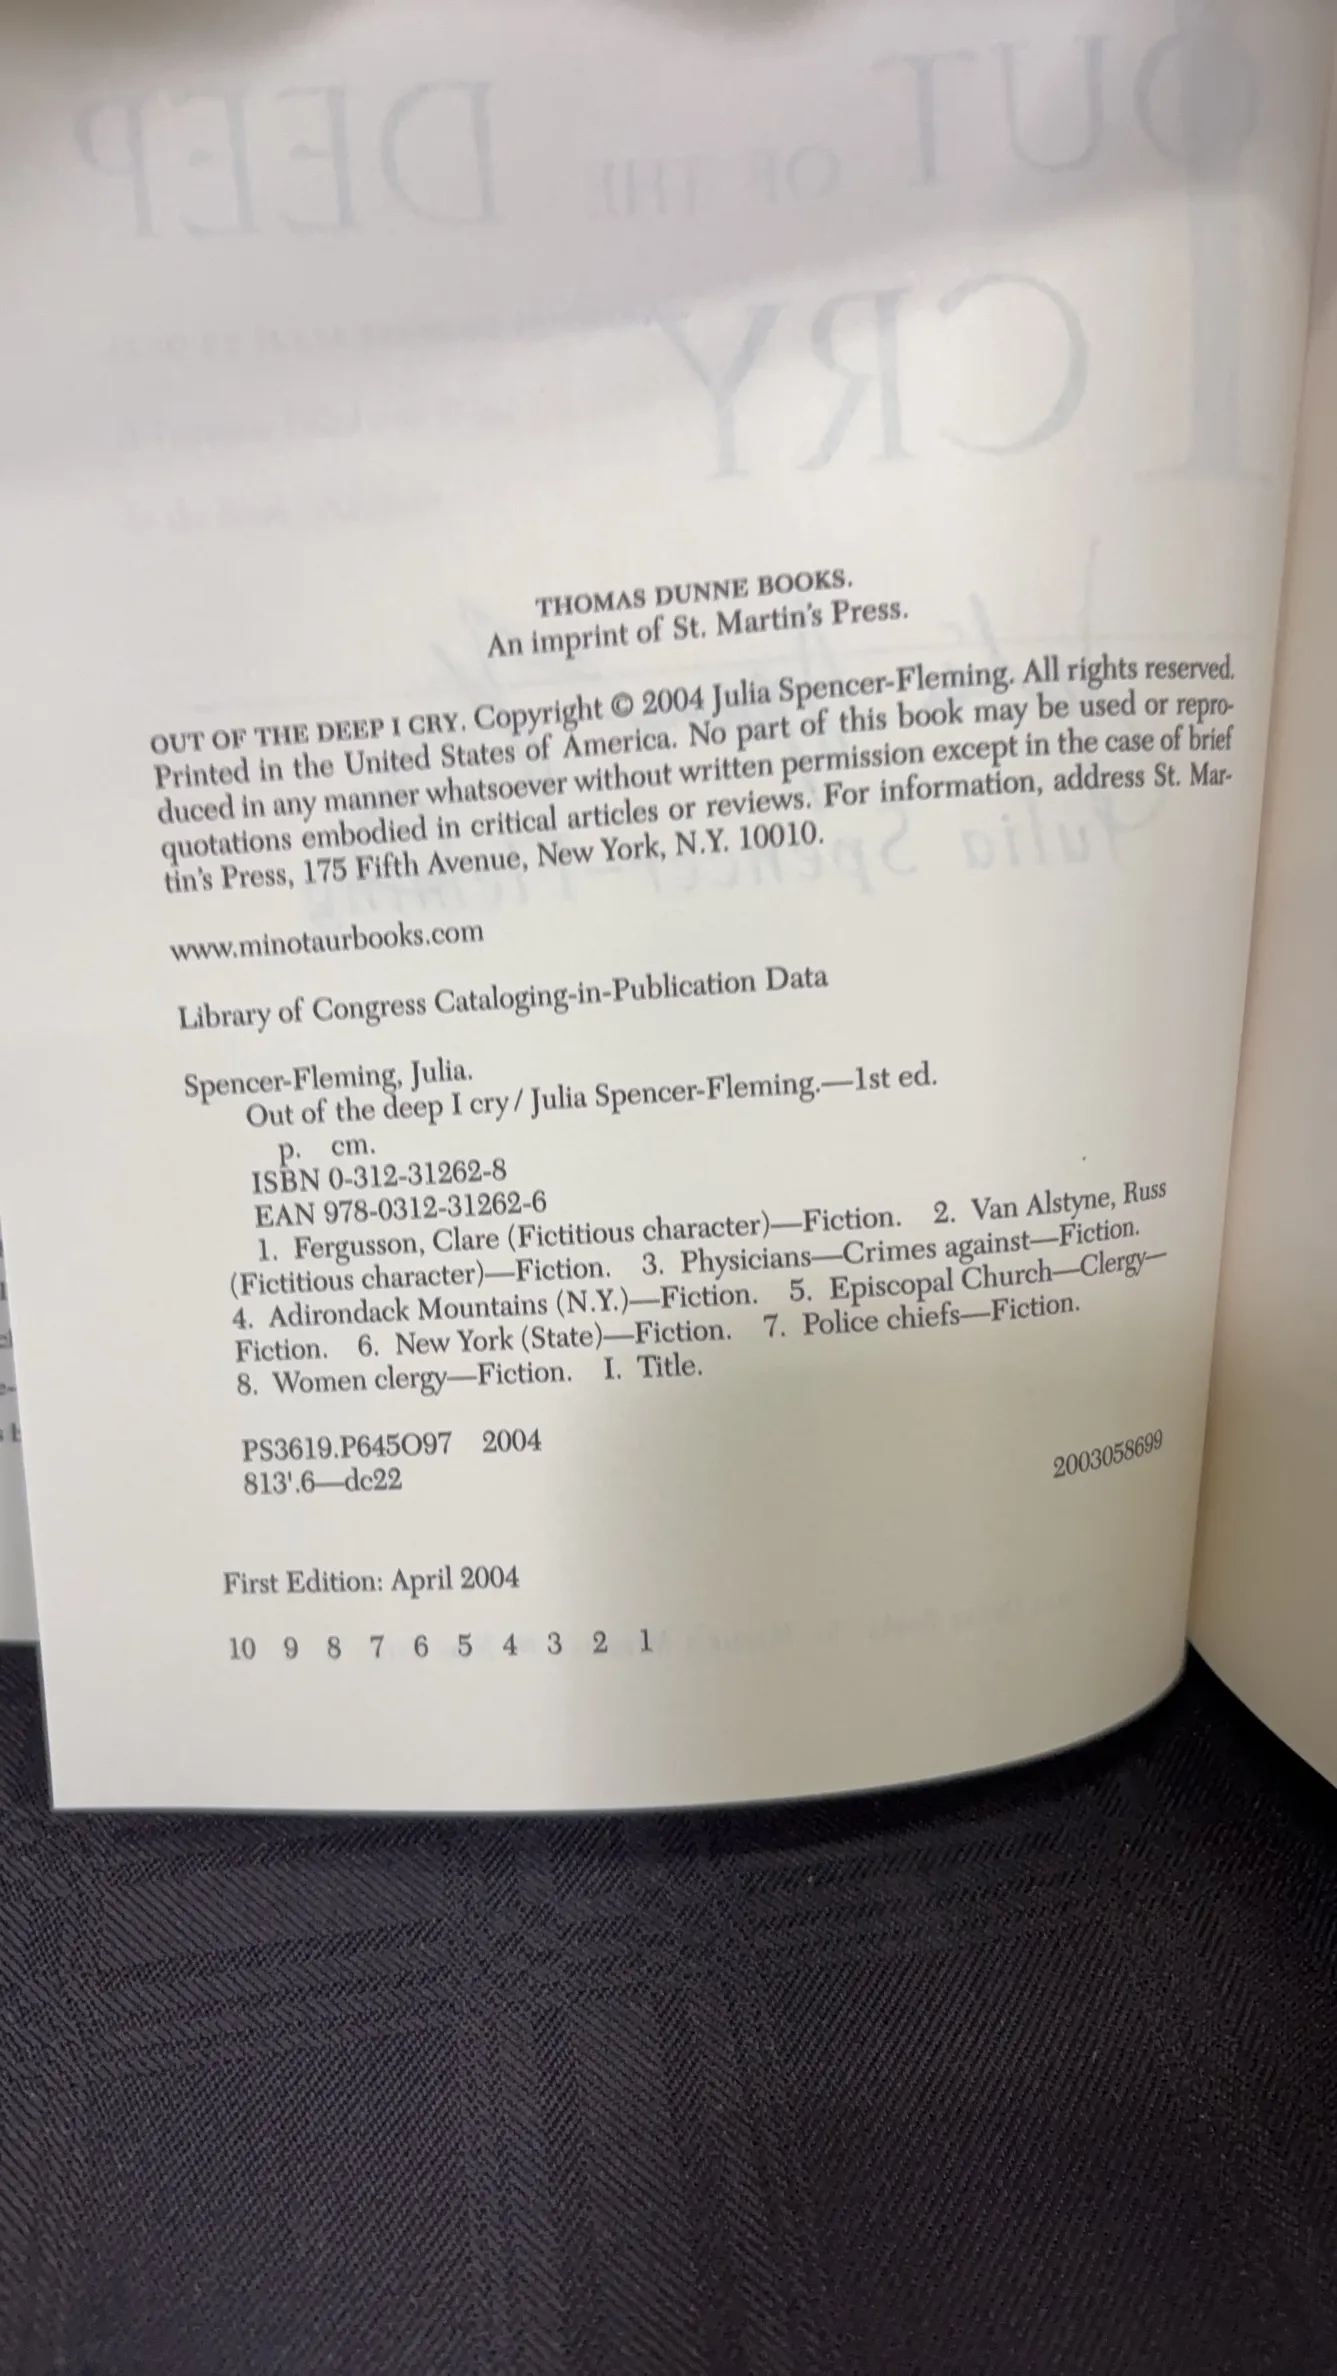 THOMAS DUNNE BOOKS.
An imprint of St. Martin's Press.
OUT OF THE DEEP I CRY. Copyright © 2004 Julia Spencer-Fleming. All rights reserved.
Printed in the United States of America. No part of this book may be used or repro-
duced in any manner whatsoever without written permission except in the case of brief
quotations embodied in critical articles or reviews. For information, address St. Mar-
tin's Press, 175 Fifth Avenue, New York, N.Y. 10010.
www.minotaurbooks.com
Library of Congress Cataloging-in-Publication Data
Spencer-Fleming, Julia.
Out of the deep I cry / Julia Spencer-Fleming.—1st ed.
p. cm.
ISBN 0-312-31262-8
EAN 978-0312-31262-6
1. Fergusson, Clare (Fictitious character)—Fiction. 2. Van Alstyne, Russ
(Fictitious character)—Fiction. 3. Physicians—Crimes against—Fiction.
4. Adirondack Mountains (N.Y.)—Fiction. 5. Episcopal Church—Clergy—
Fiction. 6. New York (State)—Fiction. 7. Police chiefs—Fiction.
8. Women clergy—Fiction. I. Title.
PS3619.P645O97 2004
813'.6—dc22
2003058699
First Edition: April 2004
10 9 8 7 6 5 4 3 2 1